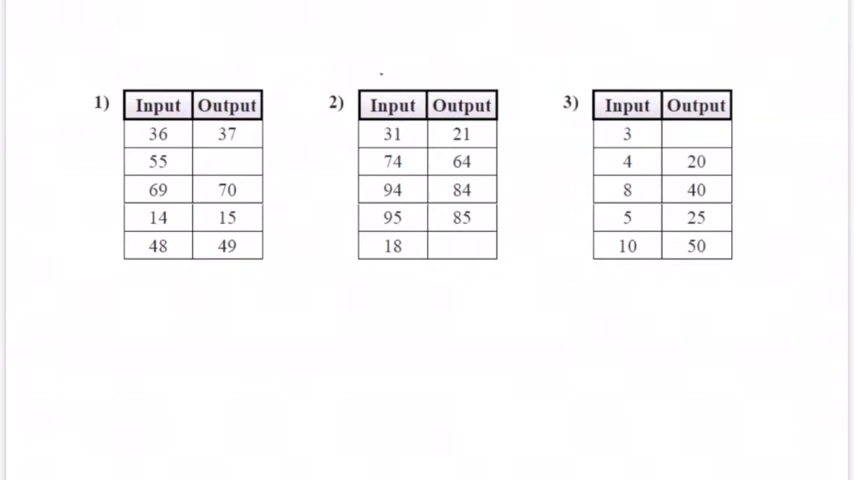 1) Input Output 2) Input Output 3) Input Output
36 37 31 21 3
55 74 64 4 20
69 70 94 84 8 40
14 15 95 85 5 25
48 49 18 10 50